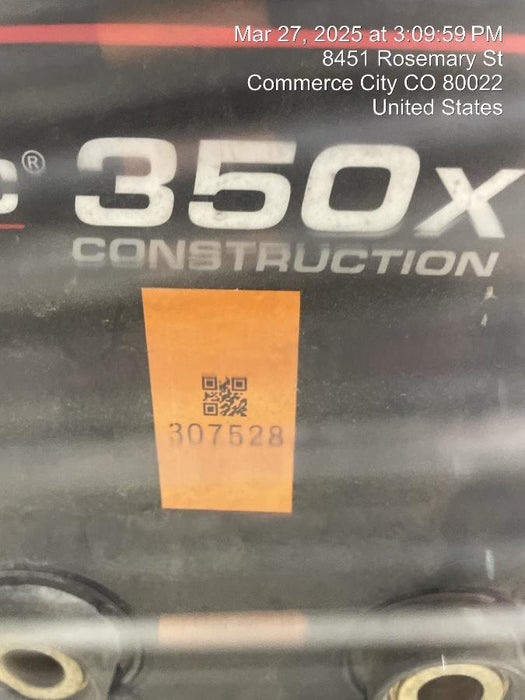 Mar 27, 2025 at 3:09:59 PM
8451 Rosemary St
Commerce City CO 80022
United States
® 350X
CONSTRUCTION
307528